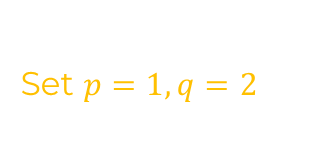 Set p = 1, q = 2